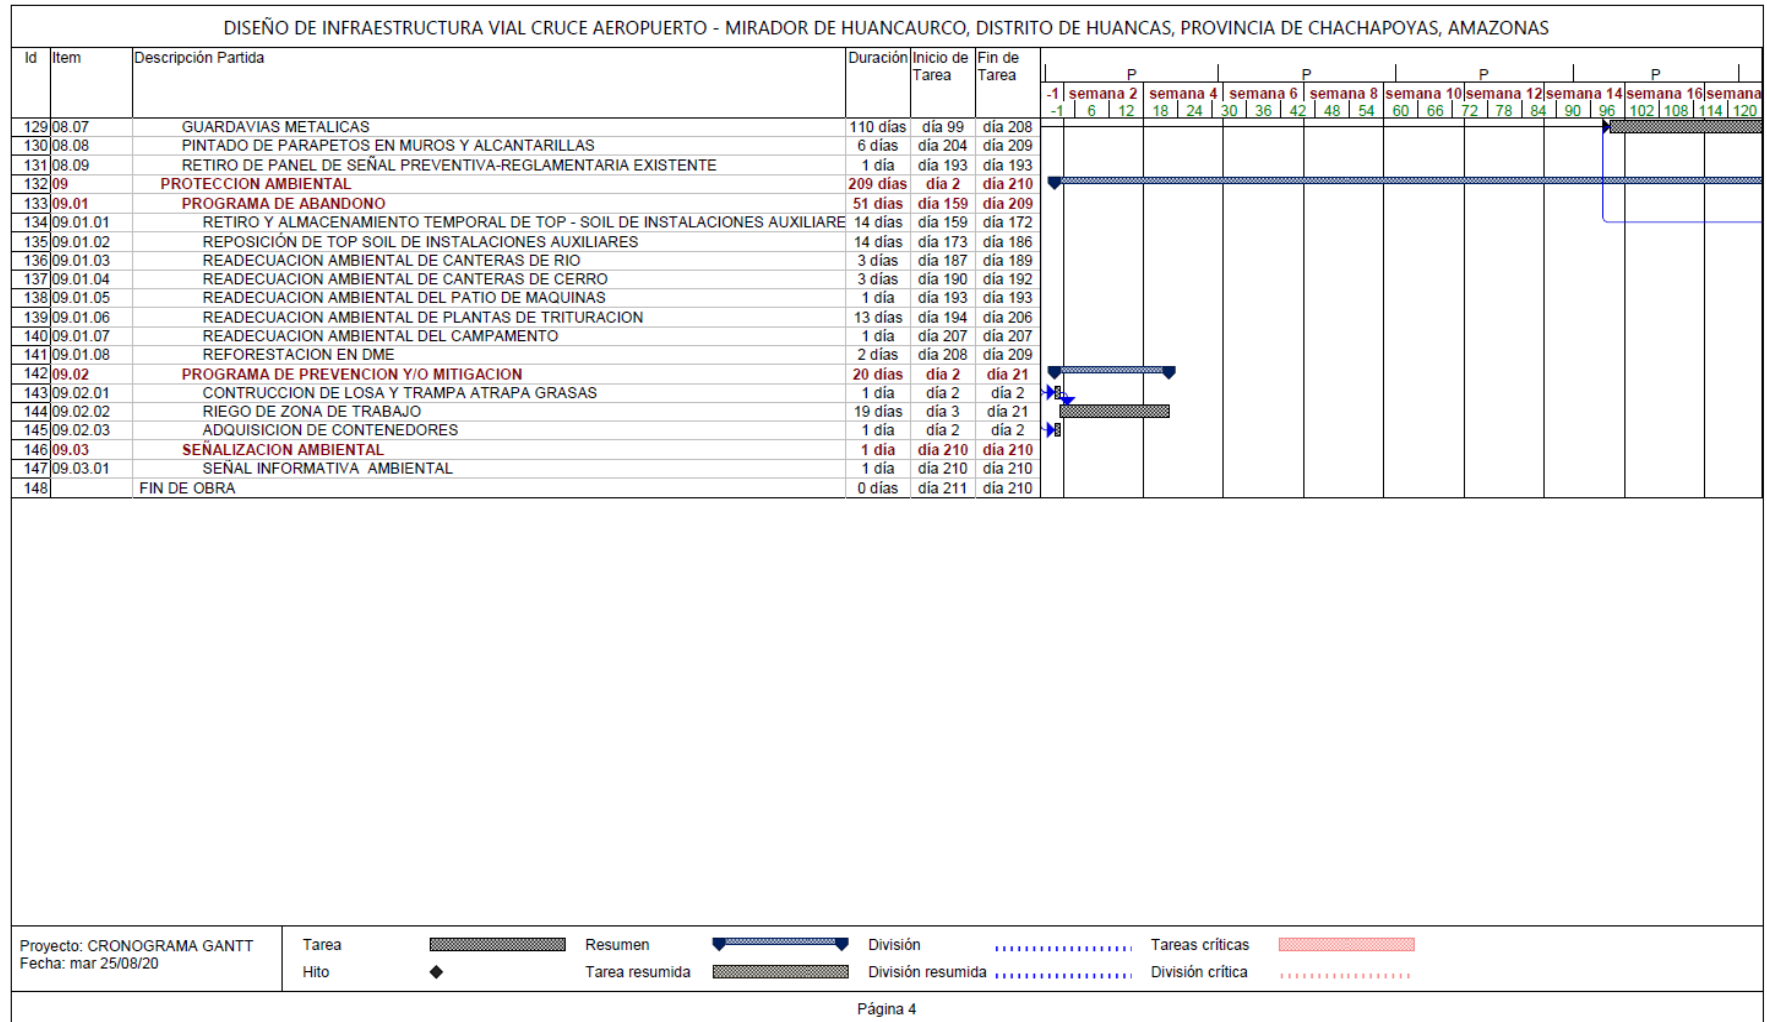 DISEÑO DE INFRAESTRUCTURA VIAL CRUCE AEROPUERTO - MIRADOR DE HUANCAURCO, DISTRITO DE HUANCAS, PROVINCIA DE CHACHAPOYAS, AMAZONAS
Id Item Descripción Partida Duración Inicio de Tarea Fin de Tarea
P P P P
-1 semana 2 semana 4 semana 6 semana 8 semana 10 semana 12 semana 14 semana 16 semana
-1 6 12 18 24 30 36 42 48 54 60 66 72 78 84 90 96 102 108 114 120
129 08.07 GUARDAVIAS METALICAS 110 días día 99 día 208
130 08.08 PINTADO DE PARAPETOS EN MUROS Y ALCANTARILLAS 6 días día 204 día 209
131 08.09 RETIRO DE PANEL DE SEÑAL PREVENTIVA-REGLAMENTARIA EXISTENTE 1 día día 193 día 193
132 09 PROTECCION AMBIENTAL 209 días día 2 día 210
133 09.01 PROGRAMA DE ABANDONO 51 días día 159 día 209
134 09.01.01 RETIRO Y ALMACENAMIENTO TEMPORAL DE TOP - SOIL DE INSTALACIONES AUXILIARE 14 días día 159 día 172
135 09.01.02 REPOSICIÓN DE TOP SOIL DE INSTALACIONES AUXILIARES 14 días día 173 día 186
136 09.01.03 READECUACION AMBIENTAL DE CANTERAS DE RIO 3 días día 187 día 189
137 09.01.04 READECUACION AMBIENTAL DE CANTERAS DE CERRO 3 días día 190 día 192
138 09.01.05 READECUACION AMBIENTAL DEL PATIO DE MAQUINAS 1 día día 193 día 193
139 09.01.06 READECUACION AMBIENTAL DE PLANTAS DE TRITURACION 13 días día 194 día 206
140 09.01.07 READECUACION AMBIENTAL DEL CAMPAMENTO 1 día día 207 día 207
141 09.01.08 REFORESTACION EN DME 2 días día 208 día 209
142 09.02 PROGRAMA DE PREVENCION Y/O MITIGACION 20 días día 2 día 21
143 09.02.01 CONTRUCCION DE LOSA Y TRAMPA ATRAPA GRASAS 1 día día 2 día 2
144 09.02.02 RIEGO DE ZONA DE TRABAJO 19 días día 3 día 21
145 09.02.03 ADQUISICION DE CONTENEDORES 1 día día 2 día 2
146 09.03 SEÑALIZACION AMBIENTAL 1 día día 210 día 210
147 09.03.01 SEÑAL INFORMATIVA AMBIENTAL 1 día día 210 día 210
148 FIN DE OBRA 0 días día 211 día 210
Proyecto: CRONOGRAMA GANTT
Fecha: mar 25/08/20
Tarea Resumen División Tareas críticas
Hito Tarea resumida División resumida División crítica
Página 4